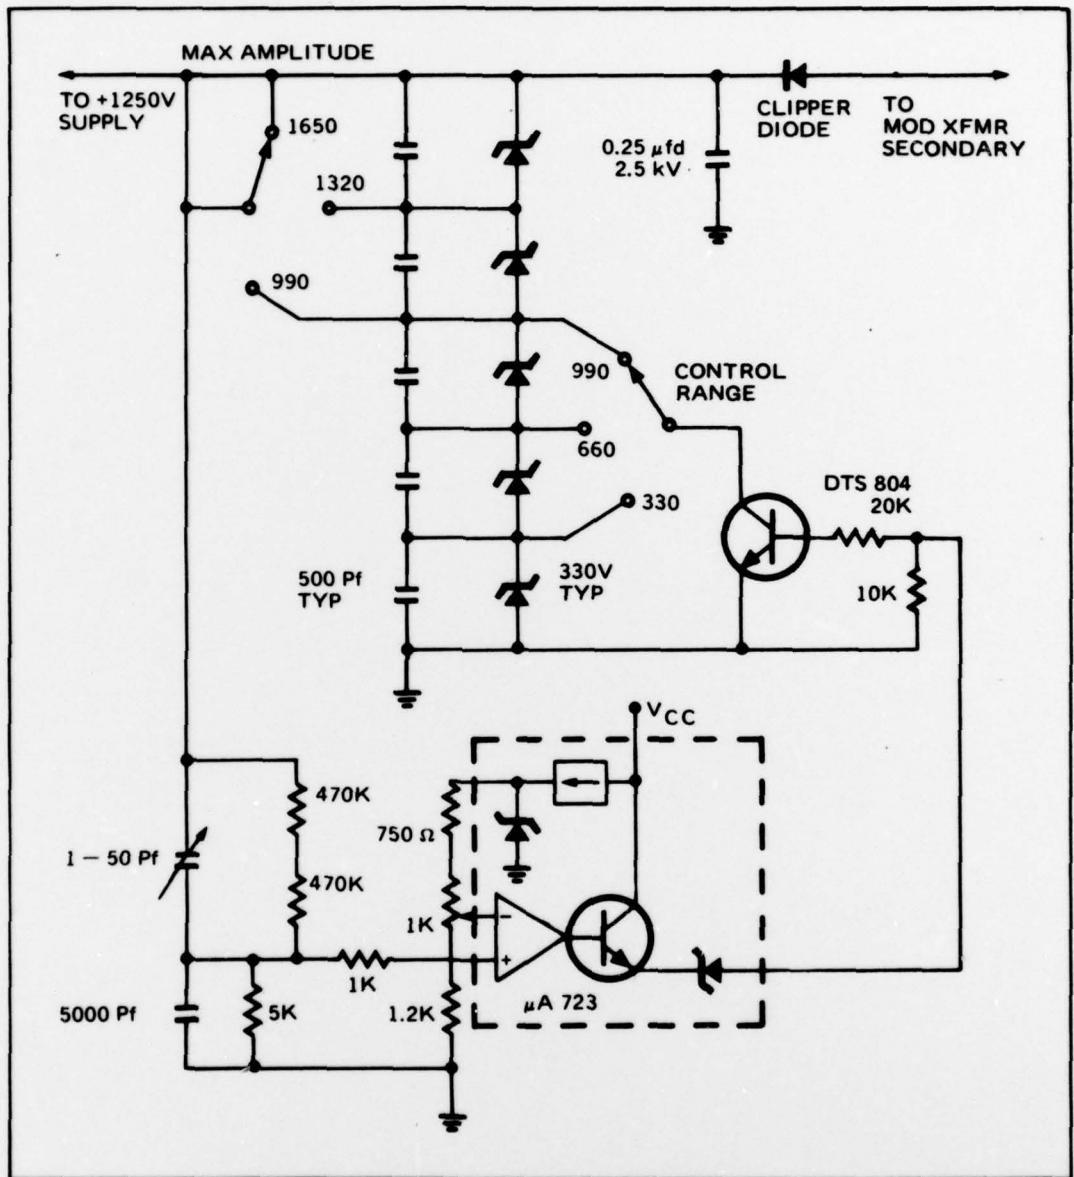 MAX AMPLITUDE
TO +1250V
SUPPLY
1650
1320
990
0.25 µfd
2.5 kV
CLIPPER
DIODE
TO
MOD XFMR
SECONDARY
990
CONTROL
RANGE
660
330
DTS 804
20K
10K
500 Pf
TYP
330V
TYP
VCC
470K
750 Ω
1 – 50 Pf
470K
1K
–
+
1K
µA 723
5000 Pf
5K
1.2K